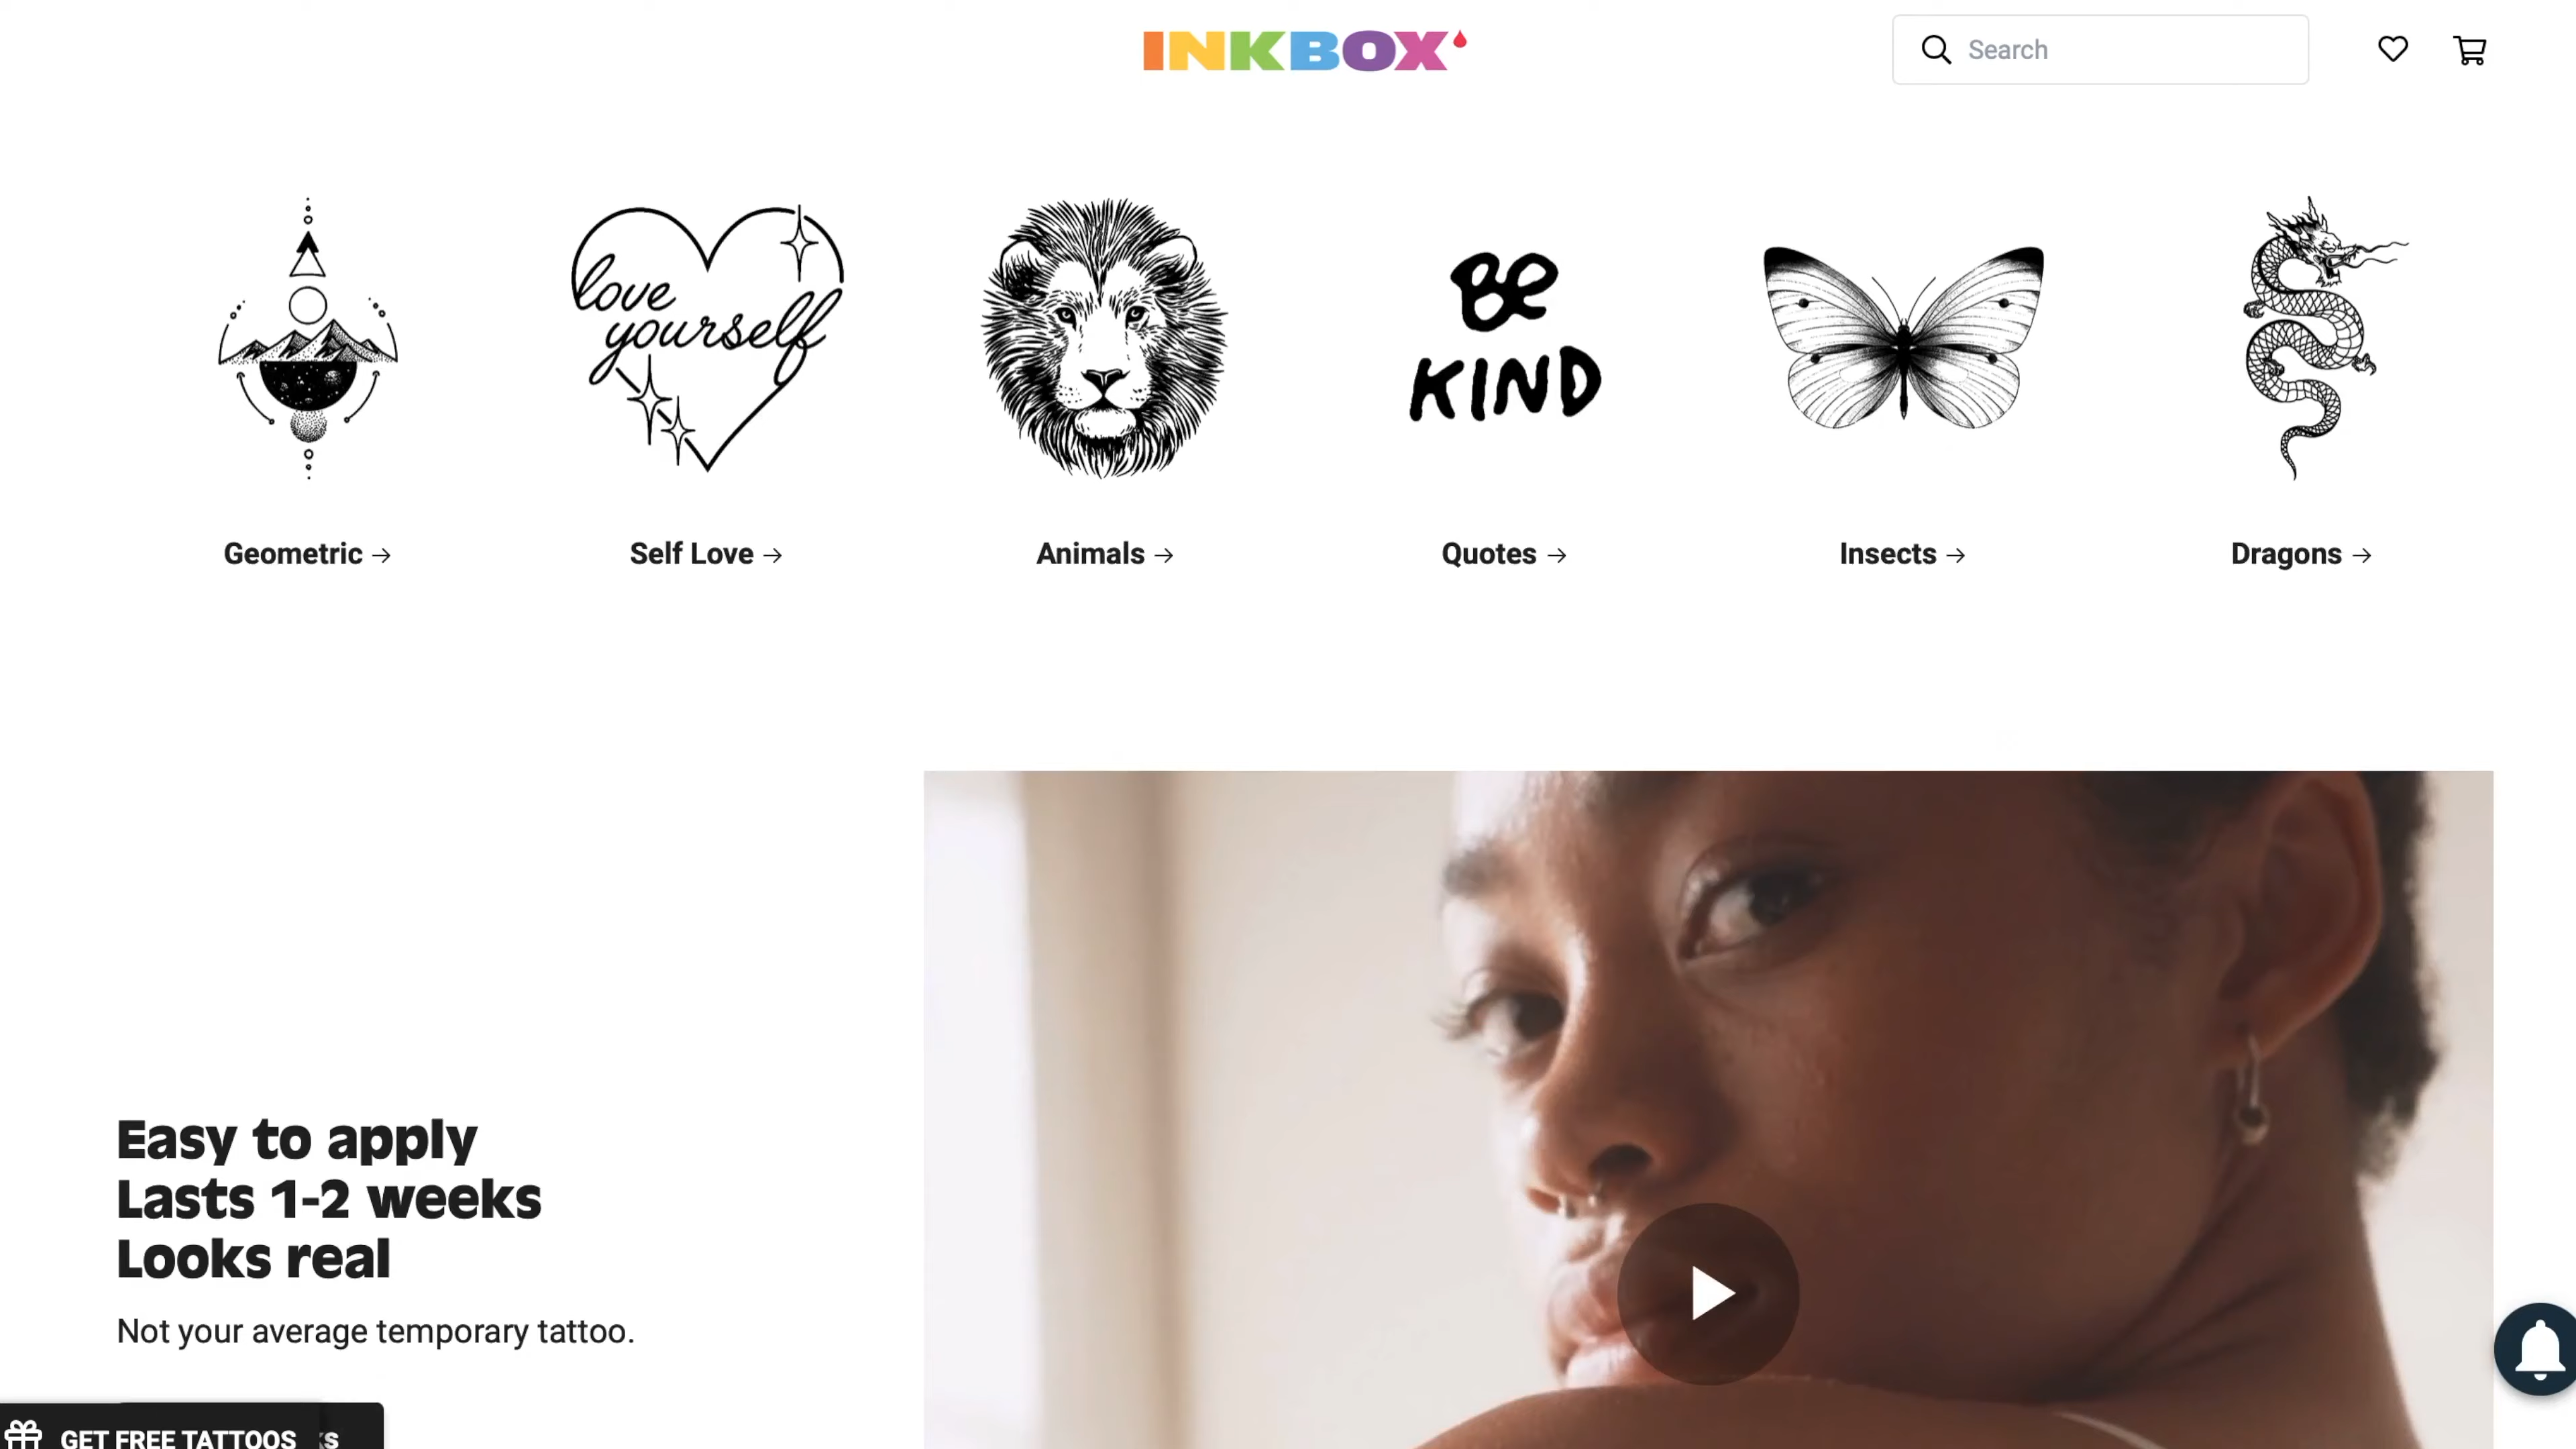 INKBOX
Search
love
yourself
BE
KIND
Geometric →
Self Love →
Animals →
Quotes →
Insects →
Dragons →
Easy to apply
Lasts 1-2 weeks
Looks real
Not your average temporary tattoo.
GET FREE TATTOOS